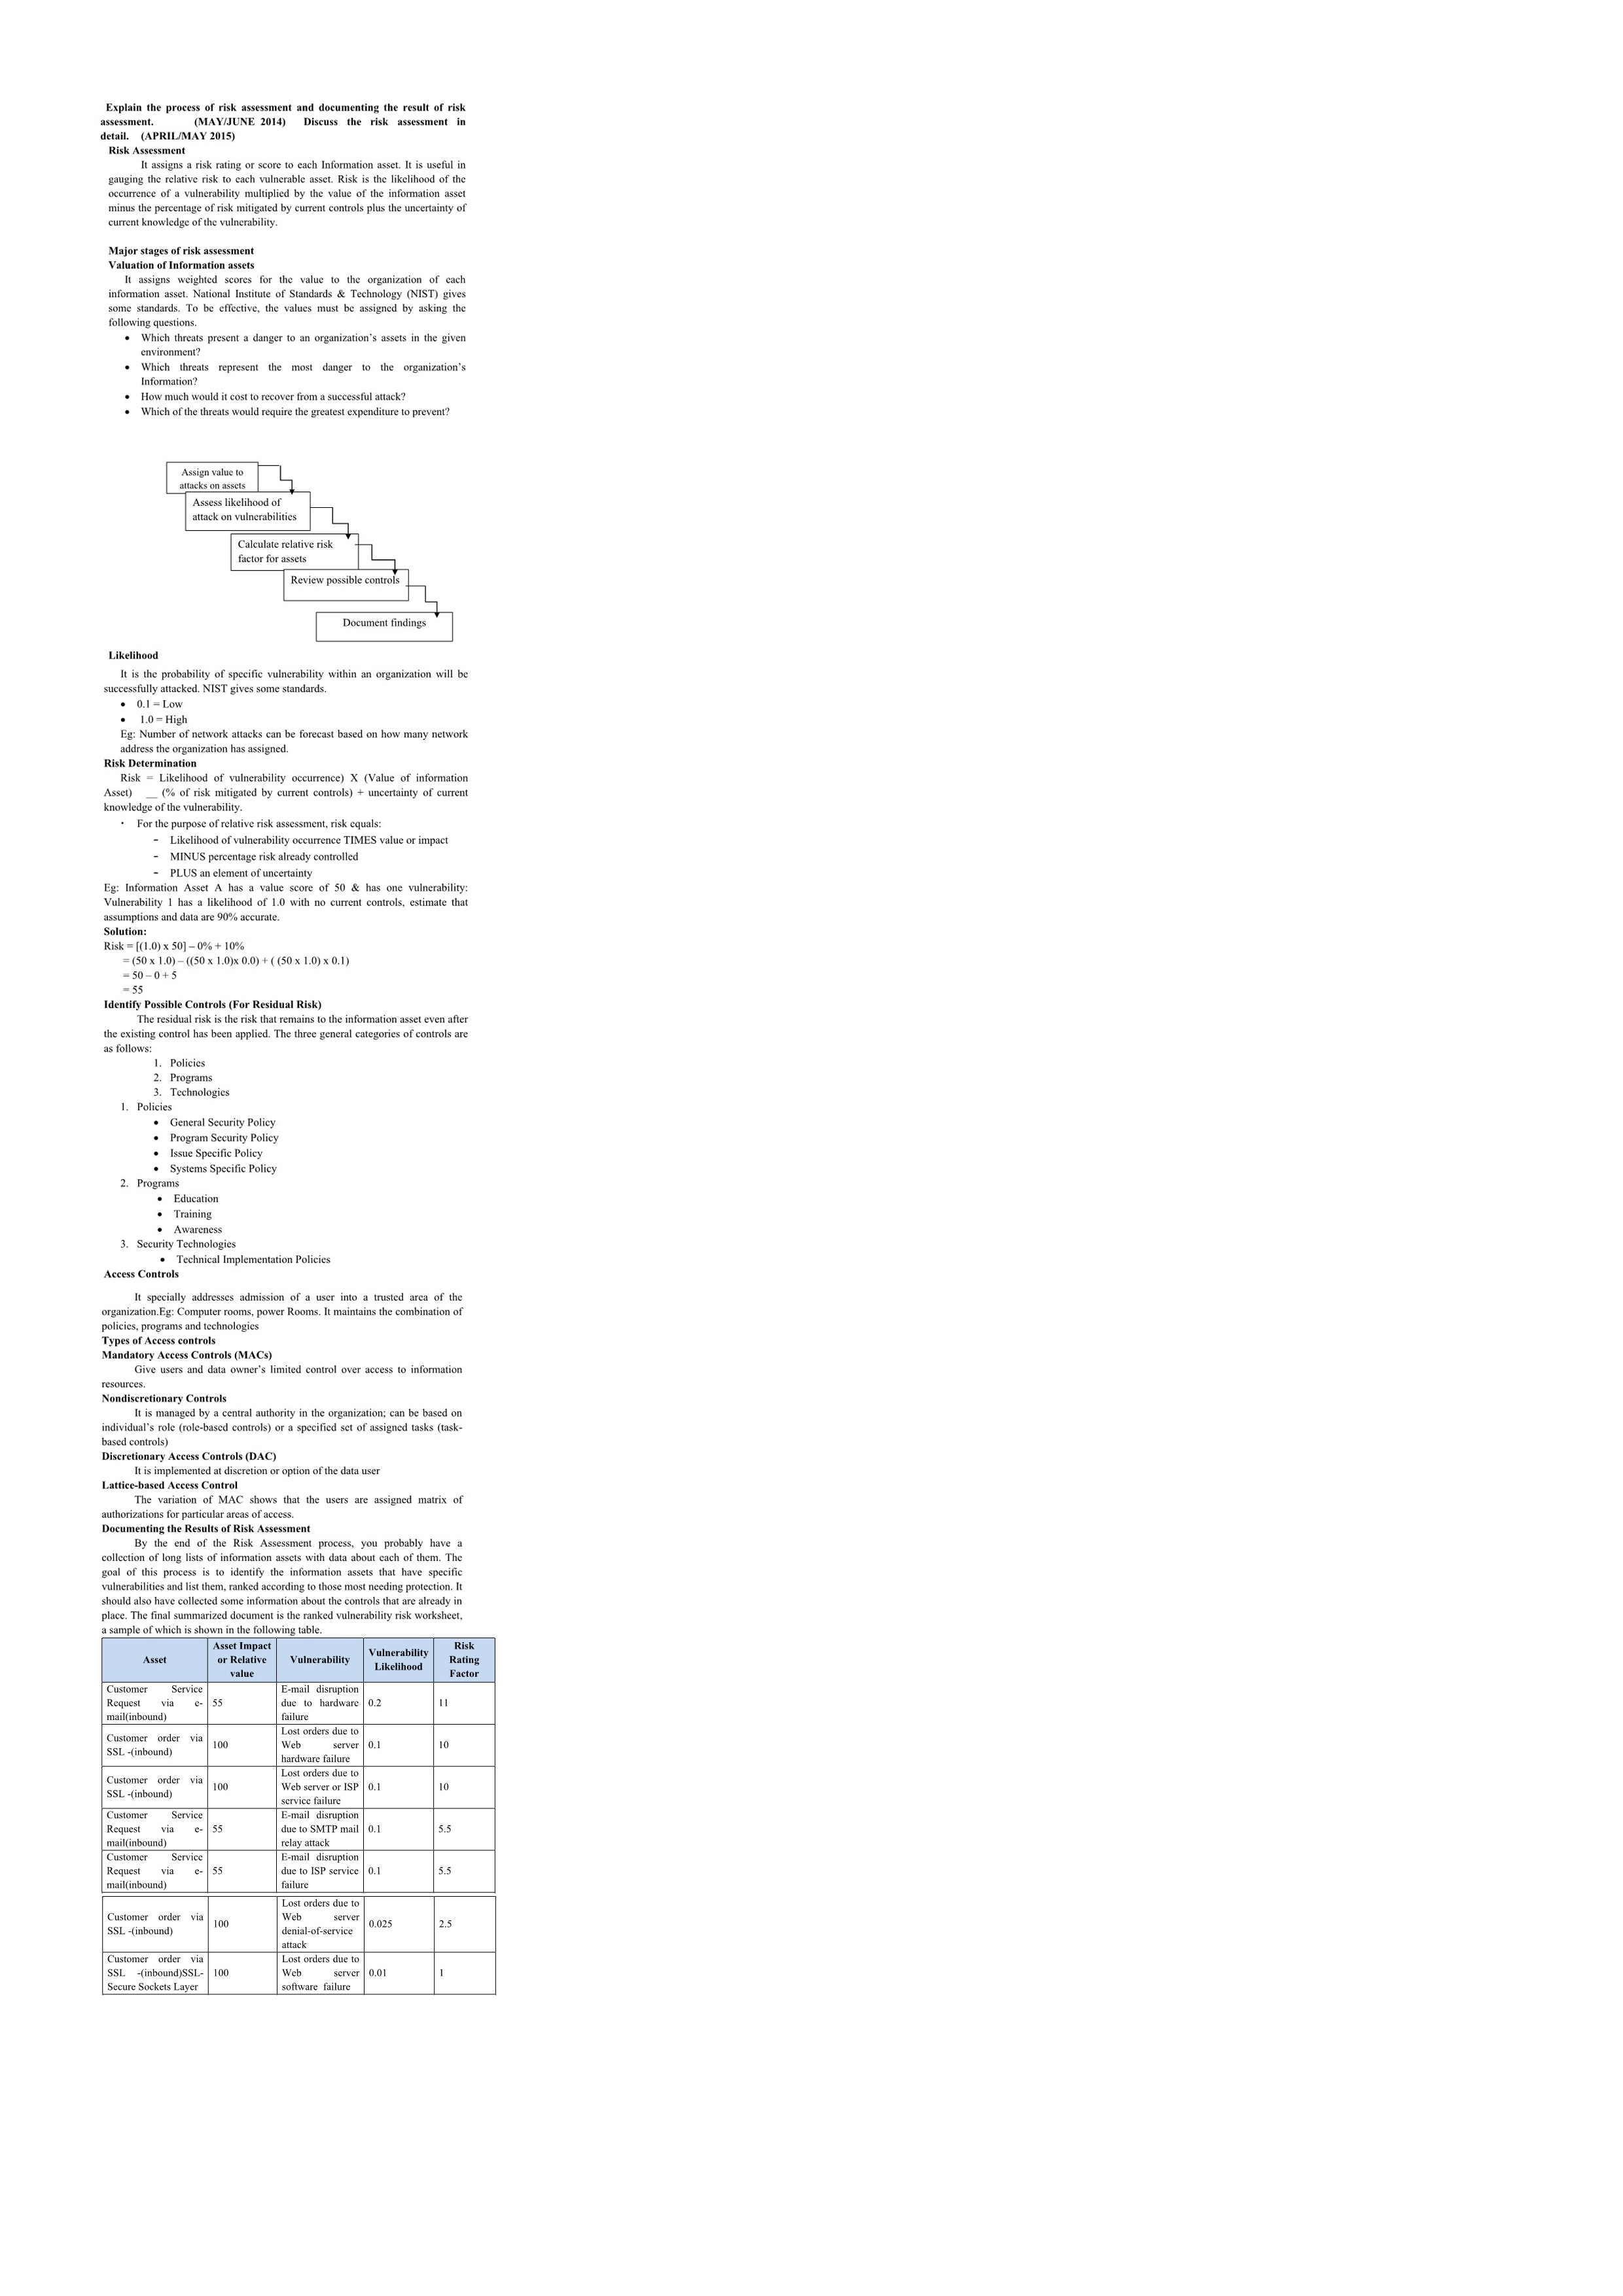 Explain the process of risk assessment and documenting the result of risk
assessment. (MAY/JUNE 2014) Discuss the risk assessment in
detail. (APRIL/MAY 2015)
Risk Assessment
It assigns a risk rating or score to each Information asset. It is useful in
gauging the relative risk to each vulnerable asset. Risk is the likelihood of the
occurrence of a vulnerability multiplied by the value of the information asset
minus the percentage of risk mitigated by current controls plus the uncertainty of
current knowledge of the vulnerability.
Major stages of risk assessment
Valuation of Information assets
It assigns weighted scores for the value to the organization of each
information asset. National Institute of Standards & Technology (NIST) gives
some standards. To be effective, the values must be assigned by asking the
following questions.
• Which threats present a danger to an organization’s assets in the given
environment?
• Which threats represent the most danger to the organization’s
Information?
• How much would it cost to recover from a successful attack?
• Which of the threats would require the greatest expenditure to prevent?
Assign value to
attacks on assets
Assess likelihood of
attack on vulnerabilities
Calculate relative risk
factor for assets
Review possible controls
Document findings
Likelihood
It is the probability of specific vulnerability within an organization will be
successfully attacked. NIST gives some standards.
• 0.1 = Low
• 1.0 = High
Eg: Number of network attacks can be forecast based on how many network
address the organization has assigned.
Risk Determination
Risk = Likelihood of vulnerability occurrence) X (Value of information
Asset) __ (% of risk mitigated by current controls) + uncertainty of current
knowledge of the vulnerability.
· For the purpose of relative risk assessment, risk equals:
- Likelihood of vulnerability occurrence TIMES value or impact
- MINUS percentage risk already controlled
- PLUS an element of uncertainty
Eg: Information Asset A has a value score of 50 & has one vulnerability:
Vulnerability 1 has a likelihood of 1.0 with no current controls, estimate that
assumptions and data are 90% accurate.
Solution:
Risk = [(1.0) x 50] – 0% + 10%
= (50 x 1.0) – ((50 x 1.0)x 0.0) + ( (50 x 1.0) x 0.1)
= 50 – 0 + 5
= 55
Identify Possible Controls (For Residual Risk)
The residual risk is the risk that remains to the information asset even after
the existing control has been applied. The three general categories of controls are
as follows:
1. Policies
2. Programs
3. Technologies
1. Policies
• General Security Policy
• Program Security Policy
• Issue Specific Policy
• Systems Specific Policy
2. Programs
• Education
• Training
• Awareness
3. Security Technologies
• Technical Implementation Policies
Access Controls
It specially addresses admission of a user into a trusted area of the
organization.Eg: Computer rooms, power Rooms. It maintains the combination of
policies, programs and technologies
Types of Access controls
Mandatory Access Controls (MACs)
Give users and data owner’s limited control over access to information
resources.
Nondiscretionary Controls
It is managed by a central authority in the organization; can be based on
individual’s role (role-based controls) or a specified set of assigned tasks (task-
based controls)
Discretionary Access Controls (DAC)
It is implemented at discretion or option of the data user
Lattice-based Access Control
The variation of MAC shows that the users are assigned matrix of
authorizations for particular areas of access.
Documenting the Results of Risk Assessment
By the end of the Risk Assessment process, you probably have a
collection of long lists of information assets with data about each of them. The
goal of this process is to identify the information assets that have specific
vulnerabilities and list them, ranked according to those most needing protection. It
should also have collected some information about the controls that are already in
place. The final summarized document is the ranked vulnerability risk worksheet,
a sample of which is shown in the following table.
Asset
Asset Impact
or Relative
value
Vulnerability
Vulnerability
Likelihood
Risk
Rating
Factor
Customer Service
Request via e-
mail(inbound)
55
E-mail disruption
due to hardware
failure
0.2
11
Customer order via
SSL -(inbound)
100
Lost orders due to
Web server
hardware failure
0.1
10
Customer order via
SSL -(inbound)
100
Lost orders due to
Web server or ISP
service failure
0.1
10
Customer Service
Request via e-
mail(inbound)
55
E-mail disruption
due to SMTP mail
relay attack
0.1
5.5
Customer Service
Request via e-
mail(inbound)
55
E-mail disruption
due to ISP service
failure
0.1
5.5
Customer order via
SSL -(inbound)
100
Lost orders due to
Web server
denial-of-service
attack
0.025
2.5
Customer order via
SSL -(inbound)SSL-
Secure Sockets Layer
100
Lost orders due to
Web server
software failure
0.01
1